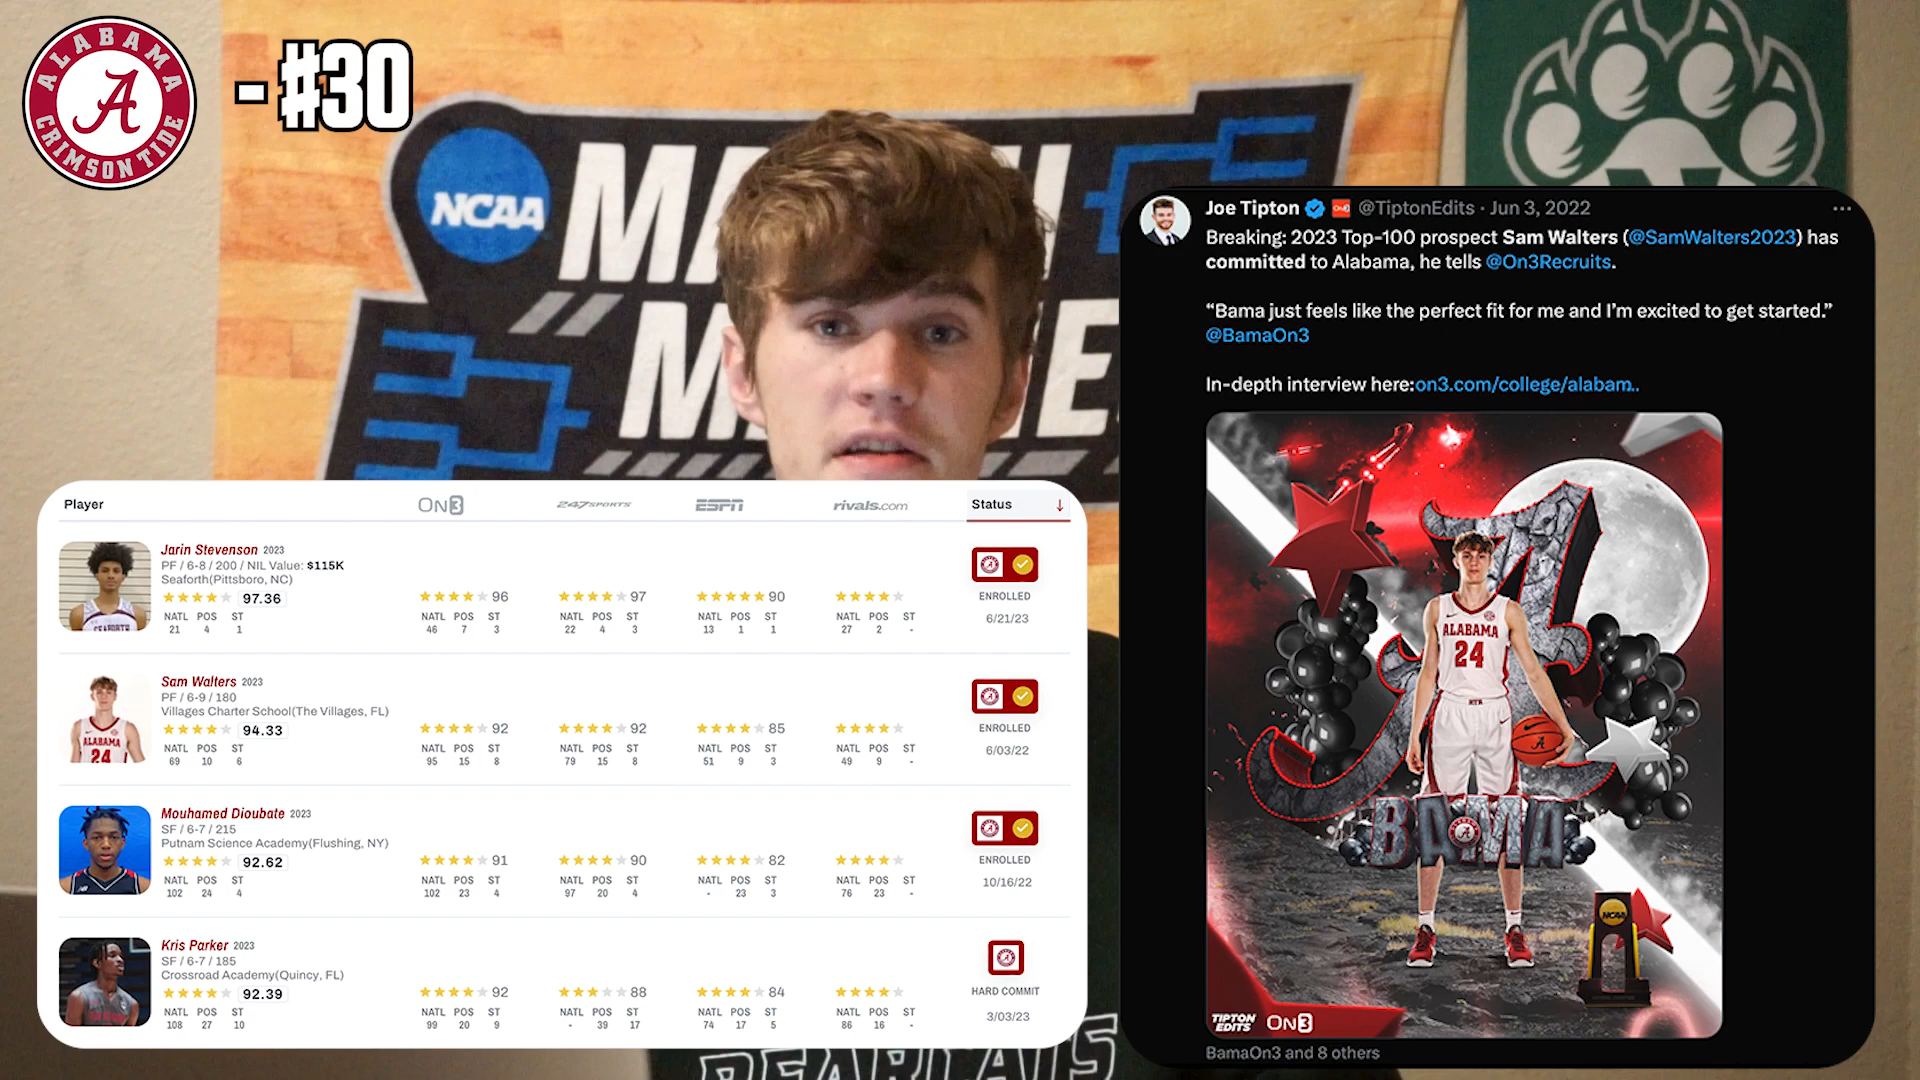 ALABAMA
A
CRIMSON TIDE
- #30
NCAA
Joe Tipton @TiptonEdits · Jun 3, 2022
Breaking: 2023 Top-100 prospect Sam Walters (@SamWalters2023) has
committed to Alabama, he tells @On3Recruits.
“Bama just feels like the perfect fit for me and I’m excited to get started.”
@BamaOn3
In-depth interview here:on3.com/college/alabam..
ALABAMA
24
BAMA
NCAA
TIPTON
EDITS ON3
BamaOn3 and 8 others
Player ON3 247SPORTS ESPN rivals.com Status ↓
Jarin Stevenson 2023
PF / 6-8 / 200 / NIL Value: $115K
Seaforth(Pittsboro, NC)
97.36 96 97 90 ENROLLED
NATL POS ST NATL POS ST NATL POS ST NATL POS ST NATL POS ST 6/21/23
21 4 1 46 7 3 22 4 3 13 1 1 27 2 -
Sam Walters 2023
PF / 6-9 / 180
Villages Charter School(The Villages, FL)
94.33 92 92 85 ENROLLED
NATL POS ST NATL POS ST NATL POS ST NATL POS ST NATL POS ST 6/03/22
69 10 6 95 15 8 79 15 8 51 9 3 49 9 -
ALABAMA
24
Mouhamed Dioubate 2023
SF / 6-7 / 215
Putnam Science Academy(Flushing, NY)
92.62 91 90 82 ENROLLED
NATL POS ST NATL POS ST NATL POS ST NATL POS ST NATL POS ST 10/16/22
102 24 4 102 23 4 97 20 4 - 23 3 76 23 -
Kris Parker 2023
SF / 6-7 / 185
Crossroad Academy(Quincy, FL)
92.39 92 88 84 HARD COMMIT
NATL POS ST NATL POS ST NATL POS ST NATL POS ST NATL POS ST 3/03/23
108 27 10 99 20 9 - 39 17 74 17 5 86 16 -
BEARCATS